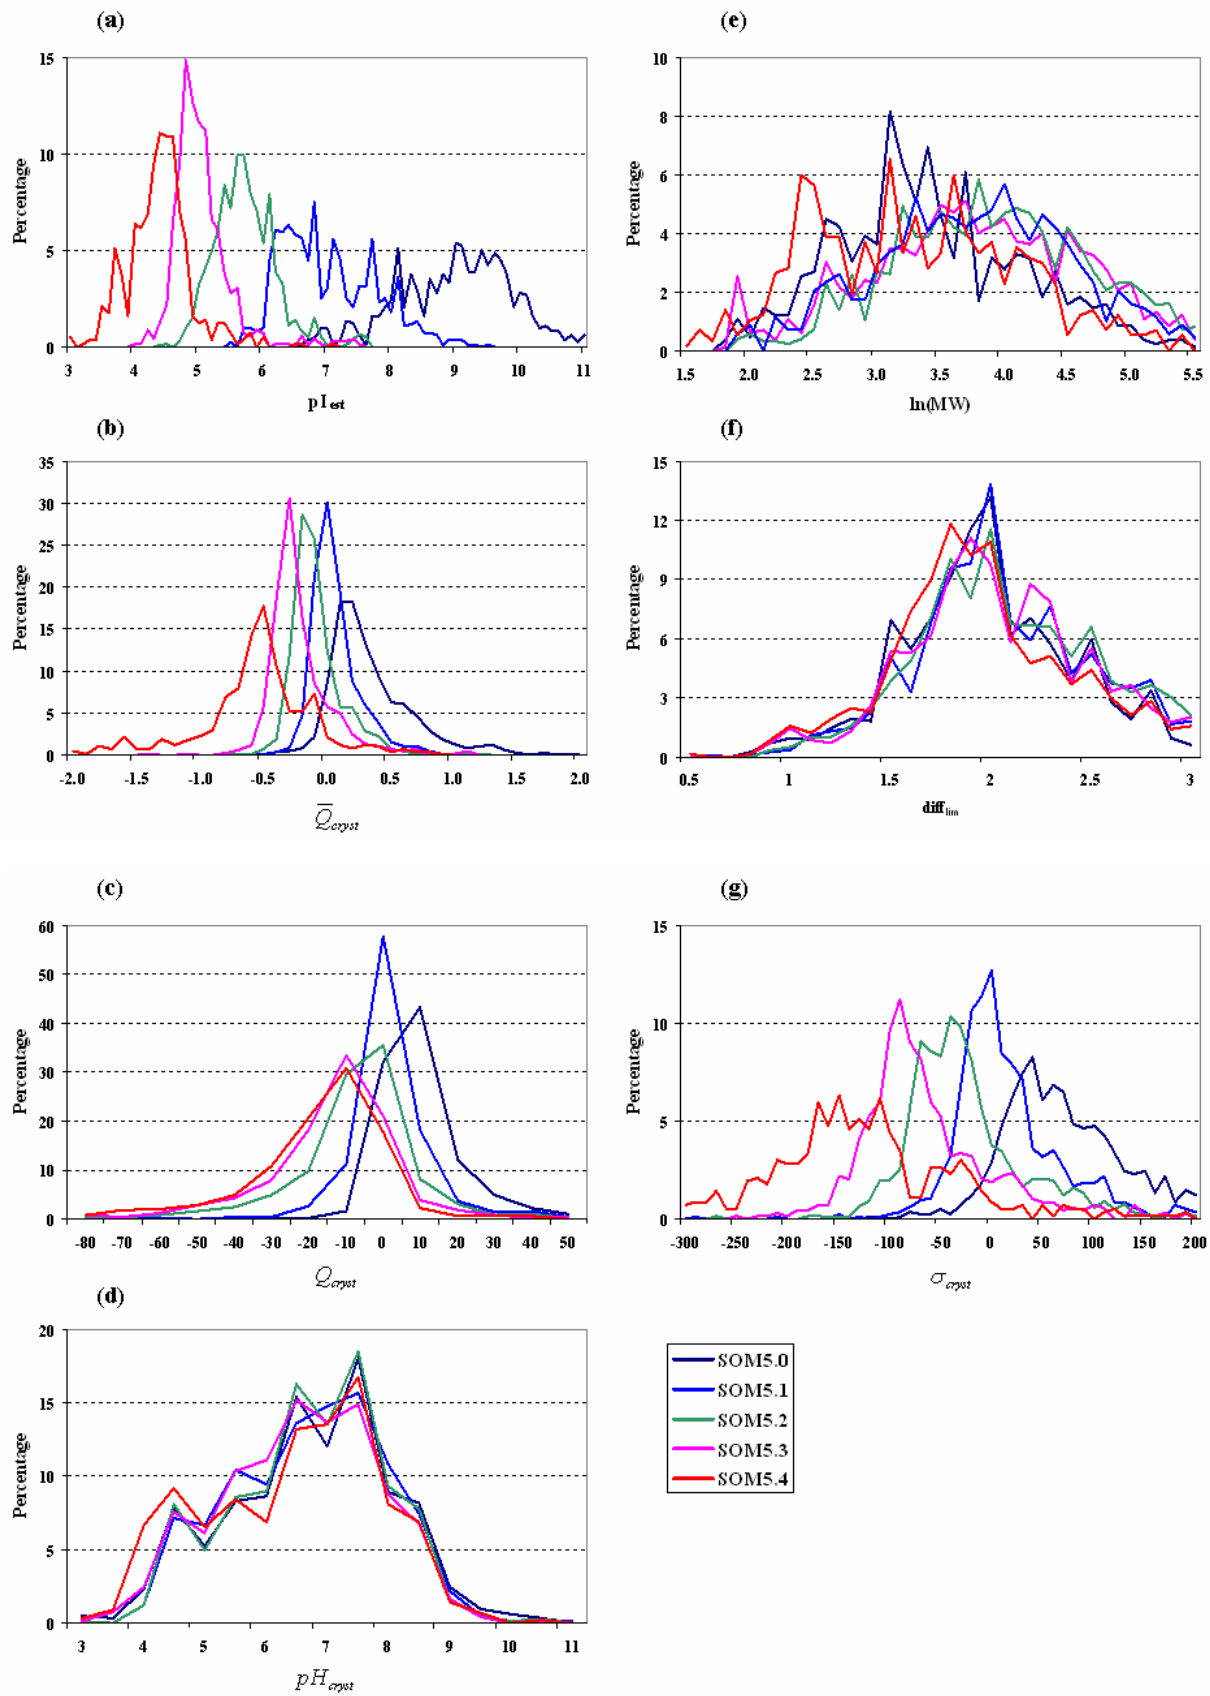 (a)
15
10
5
0
Percentage
3 4 5 6 7 8 9 10 11
pI est
(b)
35
30
25
20
15
10
5
0
Percentage
-2.0 -1.5 -1.0 -0.5 0.0 0.5 1.0 1.5 2.0
Q̅ cryst
(c)
60
50
40
30
20
10
0
Percentage
-80 -70 -60 -50 -40 -30 -20 -10 0 10 20 30 40 50
Q cryst
(d)
20
15
10
5
0
Percentage
3 4 5 6 7 8 9 10 11
pH cryst
(e)
10
8
6
4
2
0
Percentage
1.5 2.0 2.5 3.0 3.5 4.0 4.5 5.0 5.5
ln(MW)
(f)
15
12
9
6
3
0
Percentage
0.5 1 1.5 2 2.5 3
diff lim
(g)
15
10
5
0
Percentage
-300 -250 -200 -150 -100 -50 0 50 100 150 200
σ cryst
SOM5.0
SOM5.1
SOM5.2
SOM5.3
SOM5.4